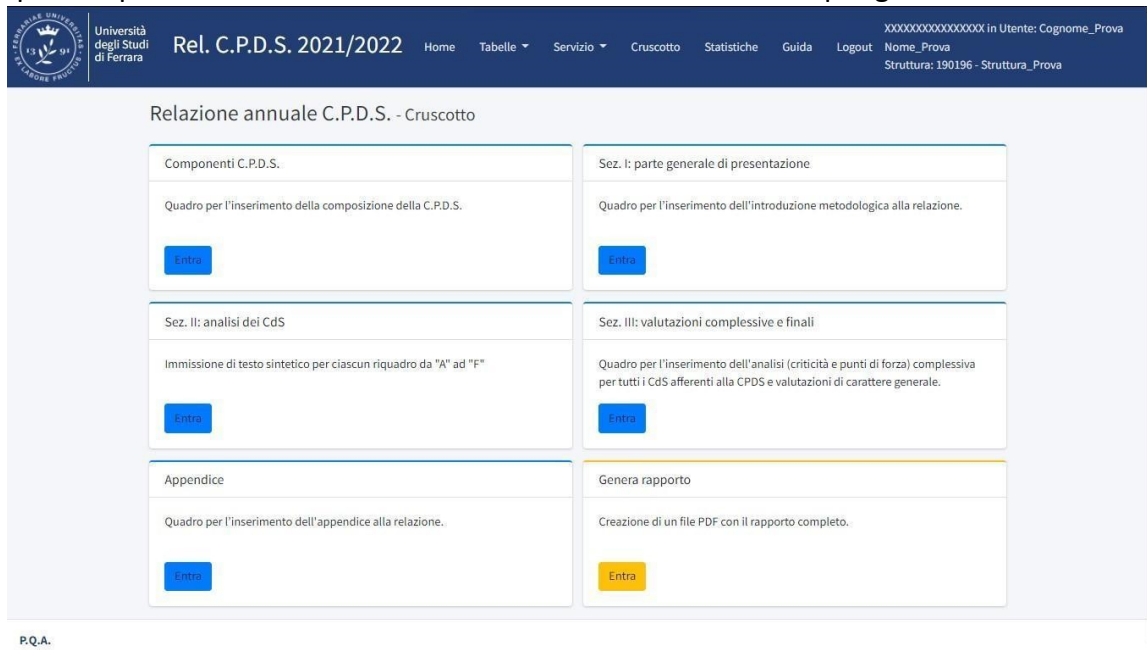 Università
degli Studi
di Ferrara
Rel. C.P.D.S. 2021/2022
Home
Tabelle
Servizio
Cruscotto
Statistiche
Guida
Logout
XXXXXXXXXXXXXXX in Utente: Cognome_Prova
Nome_Prova
Struttura: 190196 - Struttura_Prova
Relazione annuale C.P.D.S. - Cruscotto
Componenti C.P.D.S.
Quadro per l'inserimento della composizione della C.P.D.S.
Entra
Sez. I: parte generale di presentazione
Quadro per l'inserimento dell'introduzione metodologica alla relazione.
Entra
Sez. II: analisi dei CdS
Immissione di testo sintetico per ciascun riquadro da "A" ad "F"
Entra
Sez. III: valutazioni complessive e finali
Quadro per l'inserimento dell'analisi (criticità e punti di forza) complessiva
per tutti i CdS afferenti alla CPDS e valutazioni di carattere generale.
Entra
Appendice
Quadro per l'inserimento dell'appendice alla relazione.
Entra
Genera rapporto
Creazione di un file PDF con il rapporto completo.
Entra
P.Q.A.